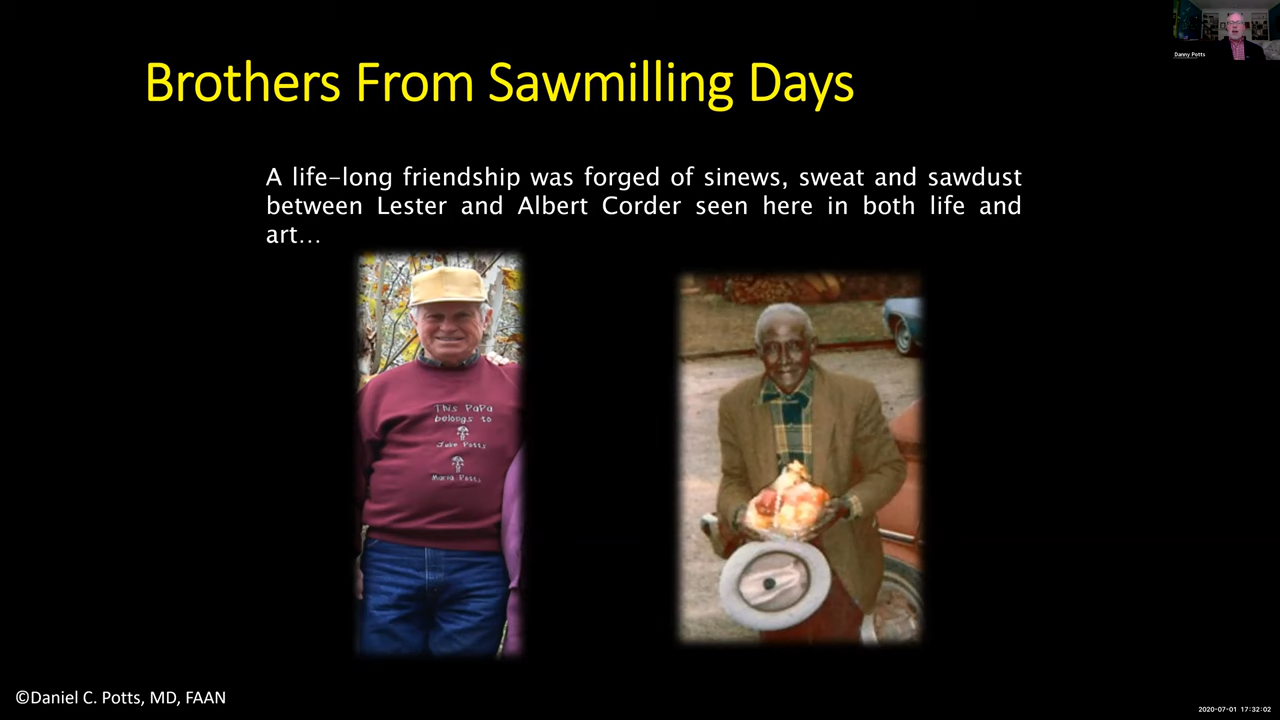 Danny Potts
Brothers From Sawmilling Days
A life-long friendship was forged of sinews, sweat and sawdust
between Lester and Albert Corder seen here in both life and
art…
This PaPa
belongs to
Jake Potts
Maria Potts
©Daniel C. Potts, MD, FAAN
2020-07-01 17:32:02